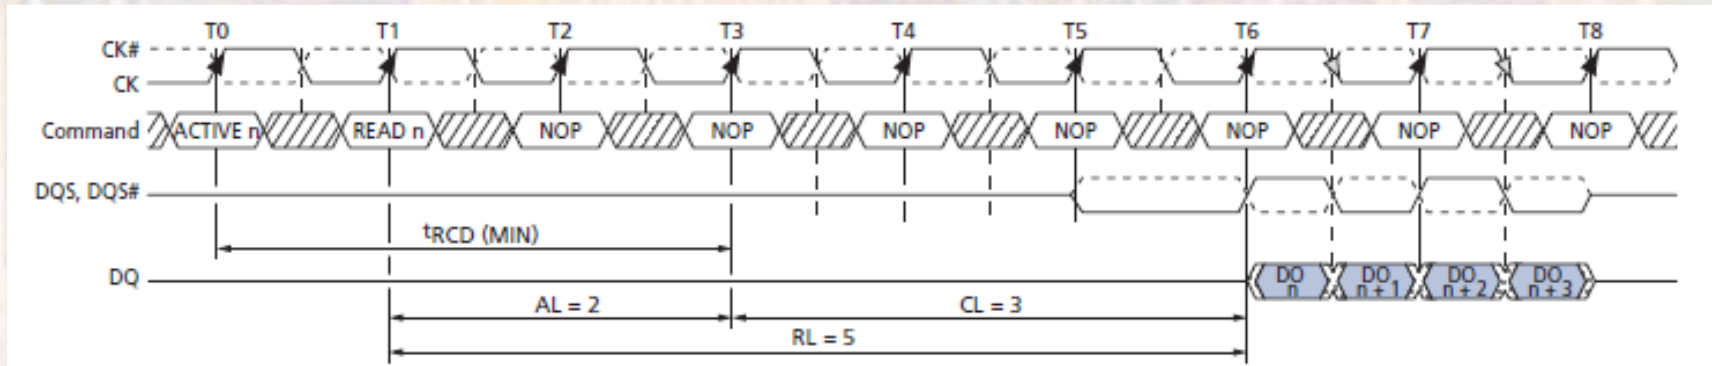 T0 T1 T2 T3 T4 T5 T6 T7 T8
CK#
CK
Command ACTIVE n READ n NOP NOP NOP NOP NOP NOP NOP
DQS, DQS#
tRCD (MIN)
DQ DO n DO n + 1 DO n + 2 DO n + 3
AL = 2 CL = 3
RL = 5